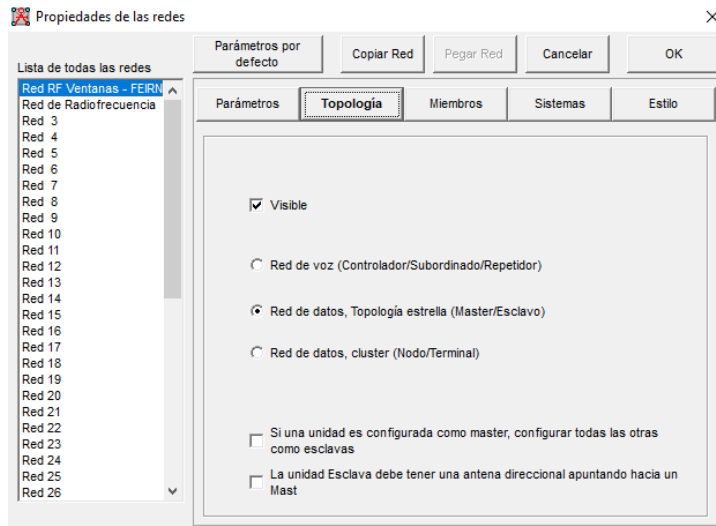 Propiedades de las redes
Lista de todas las redes
Parámetros por
defecto
Copiar Red
Pegar Red
Cancelar
OK
Red RF Ventanas - FEIRN
Red de Radiofrecuencia
Red 3
Red 4
Red 5
Red 6
Red 7
Red 8
Red 9
Red 10
Red 11
Red 12
Red 13
Red 14
Red 15
Red 16
Red 17
Red 18
Red 19
Red 20
Red 21
Red 22
Red 23
Red 24
Red 25
Red 26
Parámetros
Topología
Miembros
Sistemas
Estilo
Visible
Red de voz (Controlador/Subordinado/Repetidor)
Red de datos, Topología estrella (Master/Esclavo)
Red de datos, cluster (Nodo/Terminal)
Si una unidad es configurada como master, configurar todas las otras
como esclavas
La unidad Esclava debe tener una antena direccional apuntando hacia un
Mast